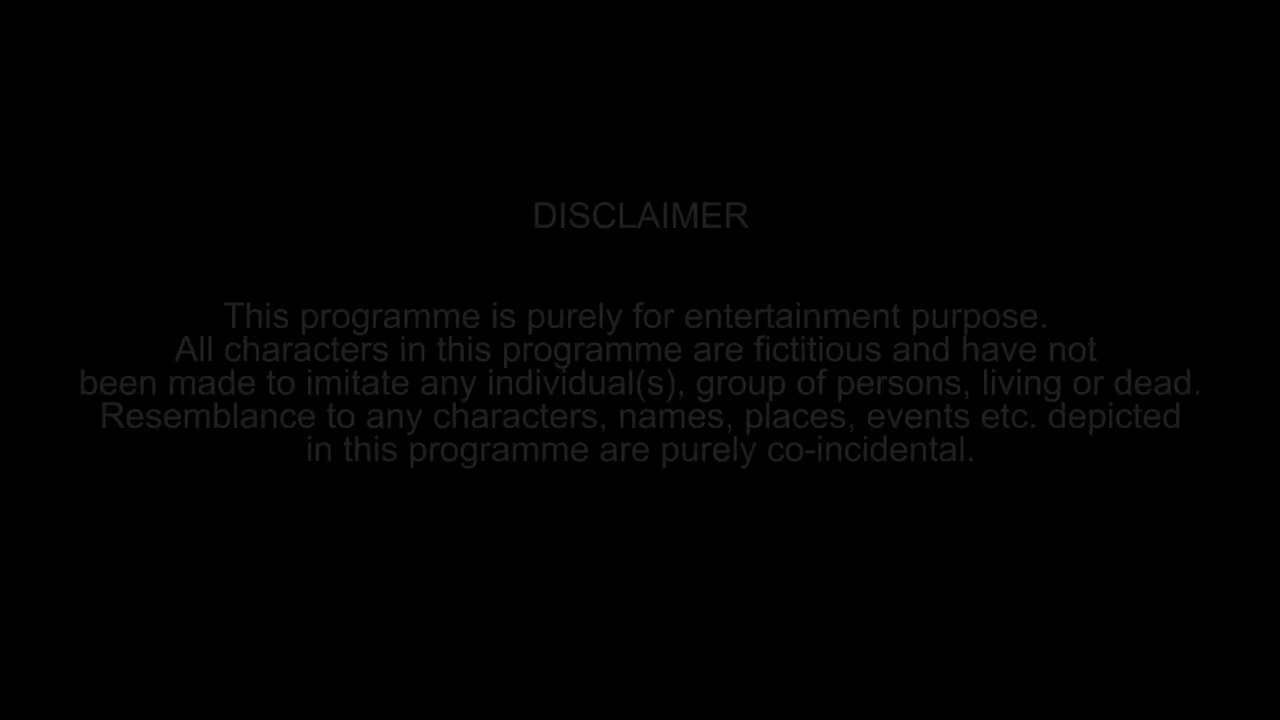 DISCLAIMER
This programme is purely for entertainment purpose.
All characters in this programme are fictitious and have not
been made to imitate any individual(s), group of persons, living or dead.
Resemblance to any characters, names, places, events etc. depicted
in this programme are purely co-incidental.